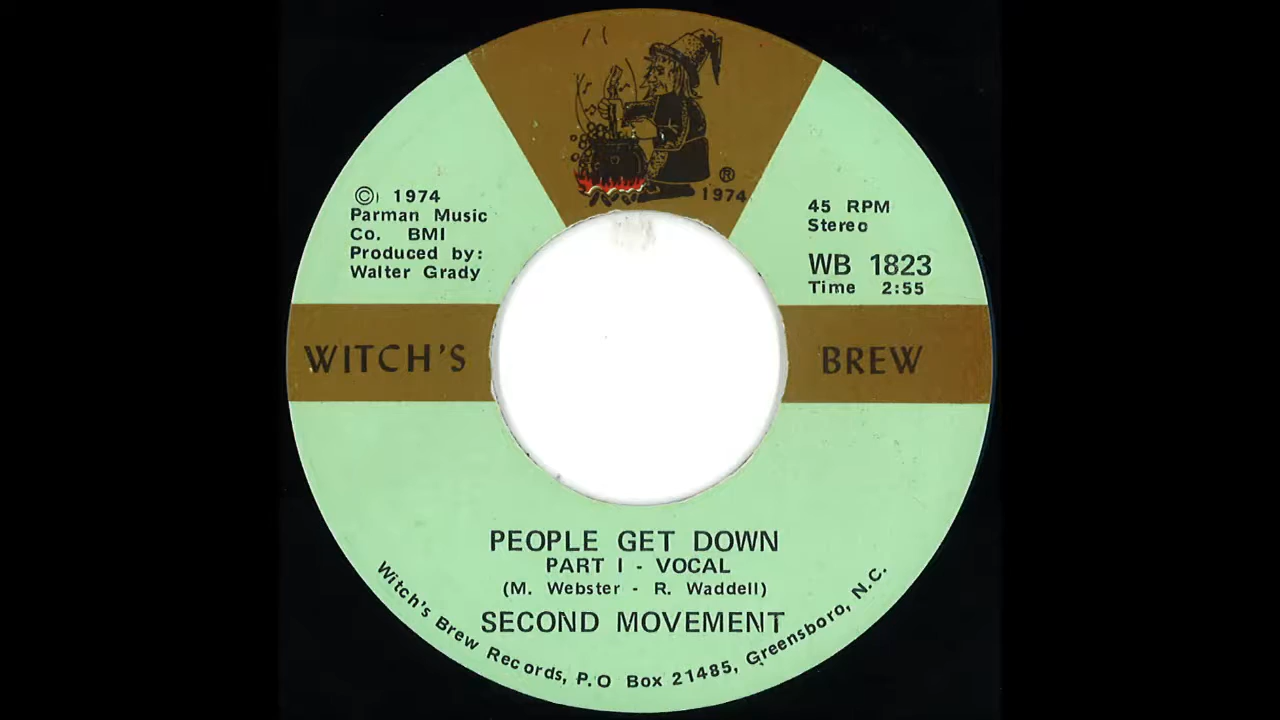 ® 1974
© 1974
Parman Music
Co. BMI
Produced by:
Walter Grady
45 RPM
Stereo
WB 1823
Time 2:55
WITCH'S BREW
PEOPLE GET DOWN
PART I - VOCAL
(M. Webster - R. Waddell)
SECOND MOVEMENT
Witch's Brew Records, P.O Box 21485, Greensboro, N.C.